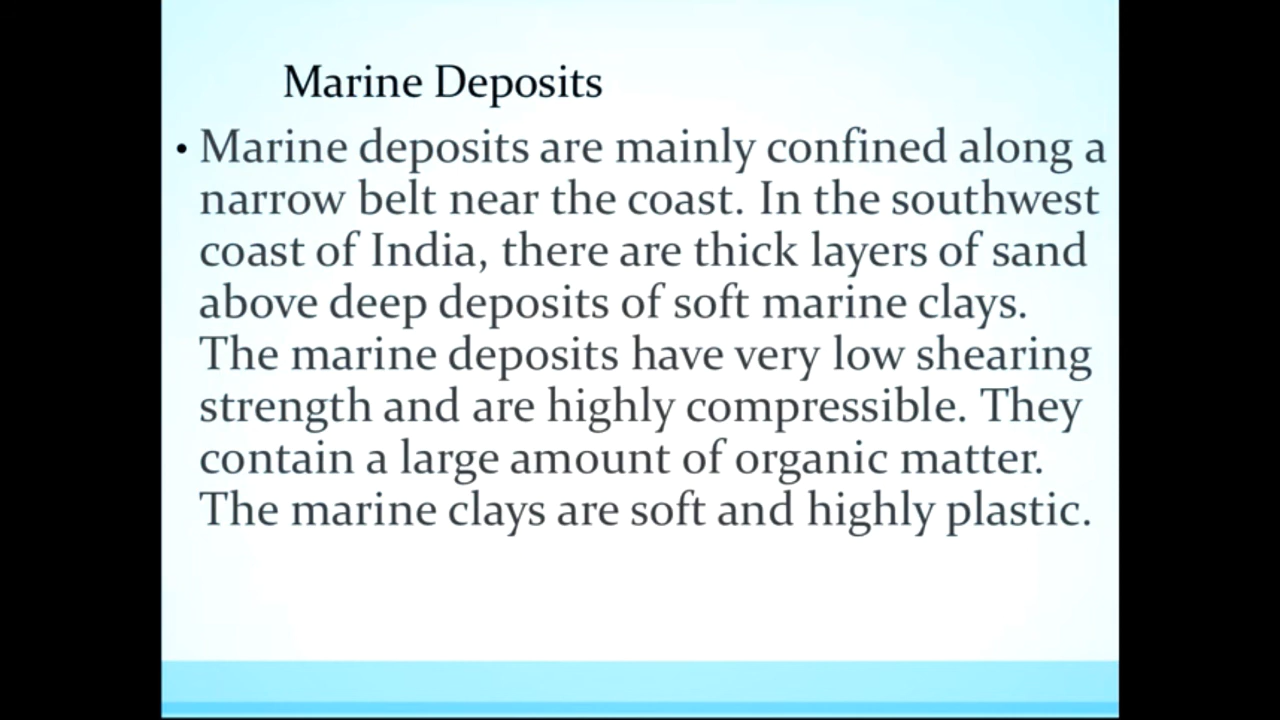 Marine Deposits
• Marine deposits are mainly confined along a
narrow belt near the coast. In the southwest
coast of India, there are thick layers of sand
above deep deposits of soft marine clays.
The marine deposits have very low shearing
strength and are highly compressible. They
contain a large amount of organic matter.
The marine clays are soft and highly plastic.